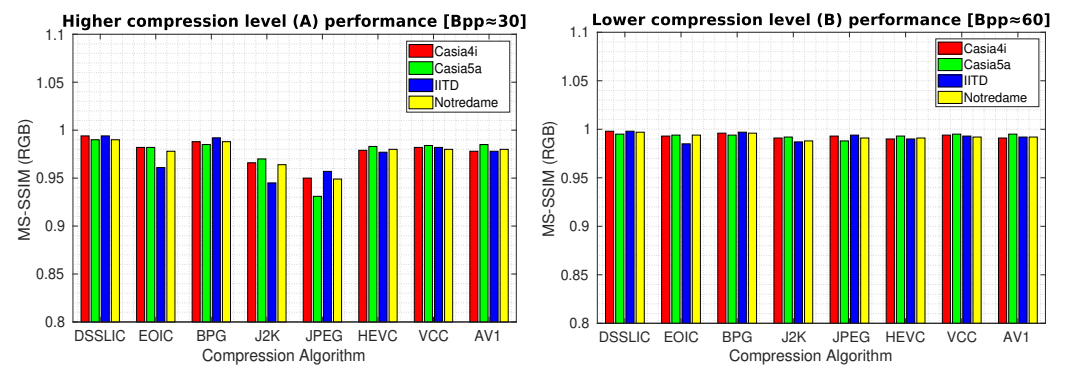 Higher compression level (A) performance [Bpp≈30]
MS-SSIM (RGB)
1.1
1.05
1
0.95
0.9
0.85
0.8
Casia4i
Casia5a
IITD
Notredame
DSSLIC EOIC BPG J2K JPEG HEVC VCC AV1
Compression Algorithm
Lower compression level (B) performance [Bpp≈60]
MS-SSIM (RGB)
1.1
1.05
1
0.95
0.9
0.85
0.8
Casia4i
Casia5a
IITD
Notredame
DSSLIC EOIC BPG J2K JPEG HEVC VCC AV1
Compression Algorithm